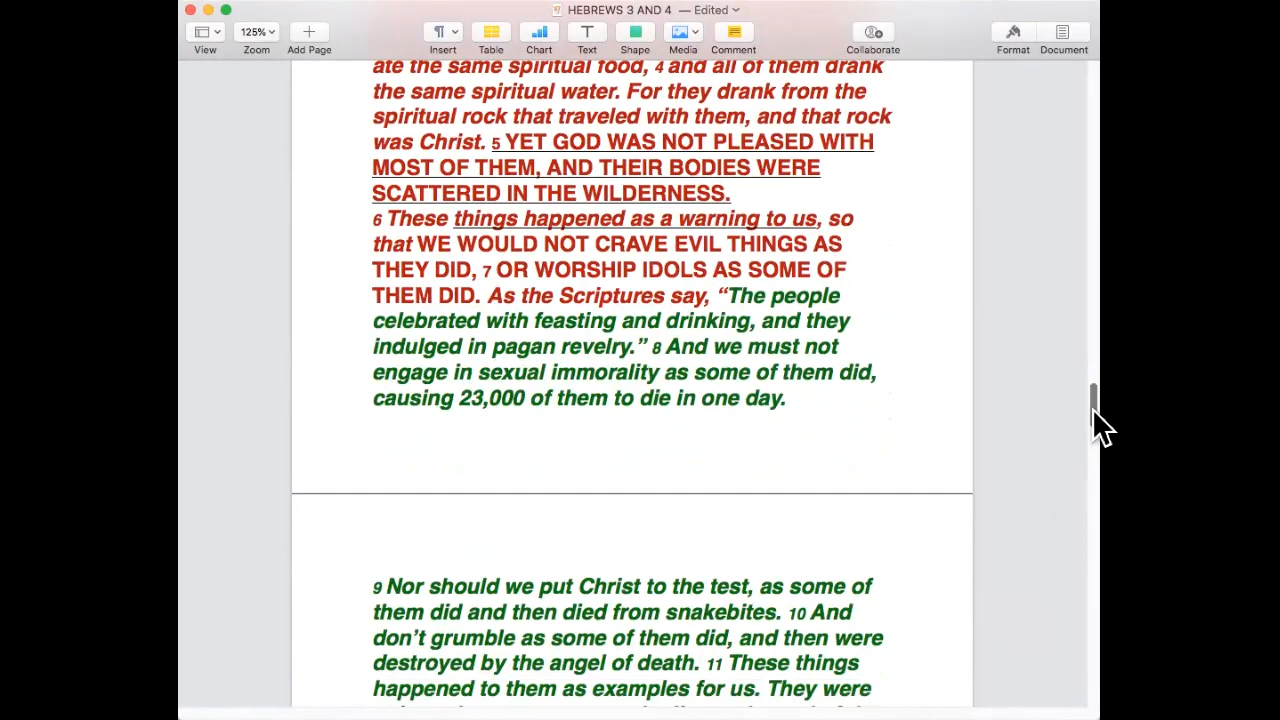 HEBREWS 3 AND 4 — Edited
125%
View Zoom Add Page Insert Table Chart Text Shape Media Comment Collaborate Format Document
ate the same spiritual food, 4 and all of them drank
the same spiritual water. For they drank from the
spiritual rock that traveled with them, and that rock
was Christ. 5 YET GOD WAS NOT PLEASED WITH
MOST OF THEM, AND THEIR BODIES WERE
SCATTERED IN THE WILDERNESS.
6 These things happened as a warning to us, so
that WE WOULD NOT CRAVE EVIL THINGS AS
THEY DID, 7 OR WORSHIP IDOLS AS SOME OF
THEM DID. As the Scriptures say, “The people
celebrated with feasting and drinking, and they
indulged in pagan revelry.” 8 And we must not
engage in sexual immorality as some of them did,
causing 23,000 of them to die in one day.
9 Nor should we put Christ to the test, as some of
them did and then died from snakebites. 10 And
don’t grumble as some of them did, and then were
destroyed by the angel of death. 11 These things
happened to them as examples for us. They were